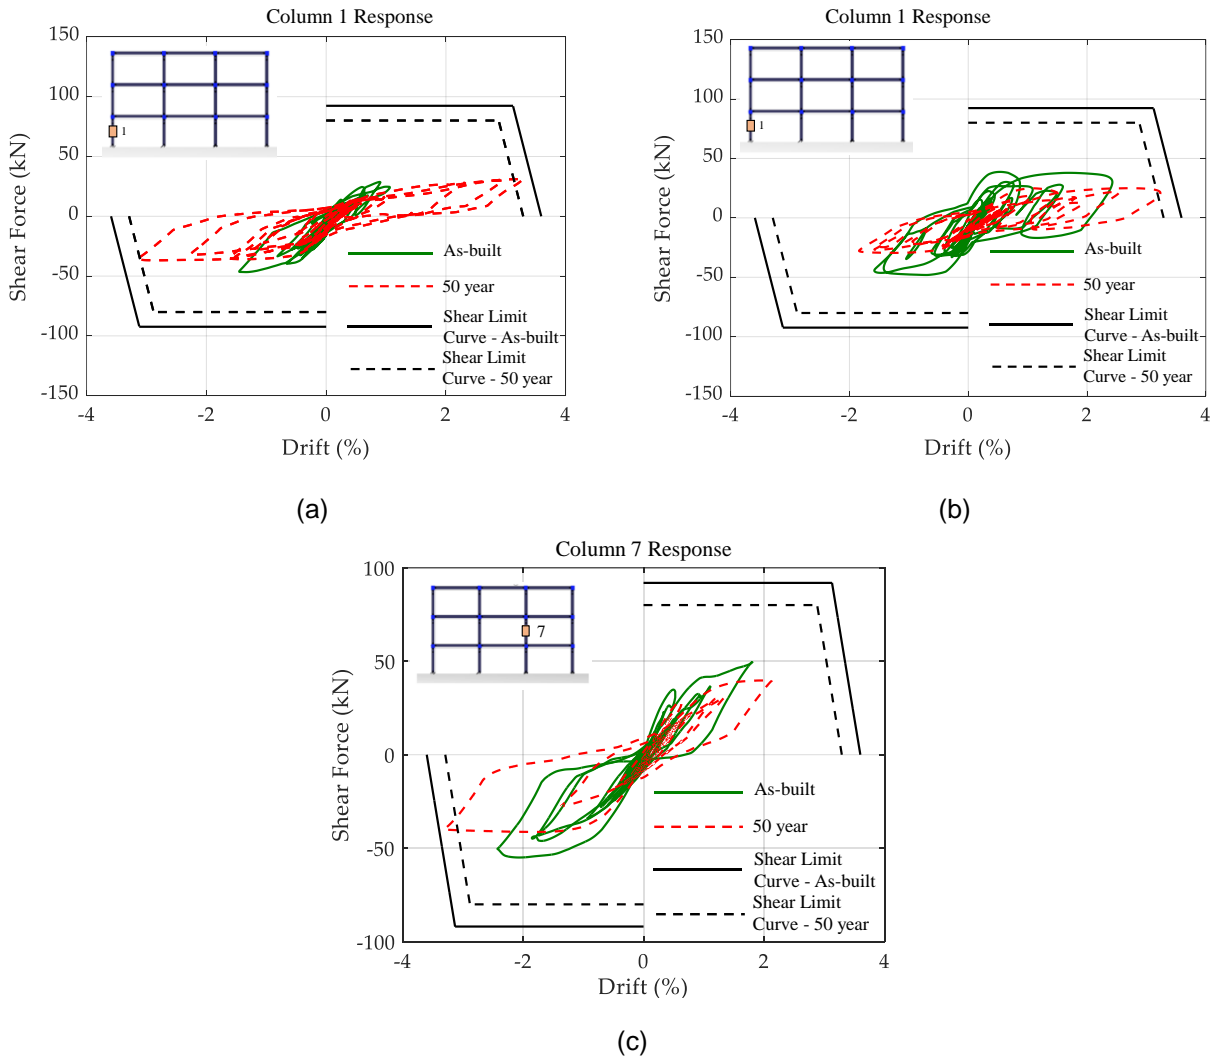 Column 1 Response
150
100
50
0
-50
-100
-150
Shear Force (kN)
1
As-built
50 year
Shear Limit
Curve - As-built
Shear Limit
Curve - 50 year
-4
-2
0
2
4
Drift (%)
(a)
Column 1 Response
150
100
50
0
-50
-100
-150
Shear Force (kN)
1
As-built
50 year
Shear Limit
Curve - As-built
Shear Limit
Curve - 50 year
-4
-2
0
2
4
Drift (%)
(b)
Column 7 Response
100
50
0
-50
-100
Shear Force (kN)
7
As-built
50 year
Shear Limit
Curve - As-built
Shear Limit
Curve - 50 year
-4
-2
0
2
4
Drift (%)
(c)